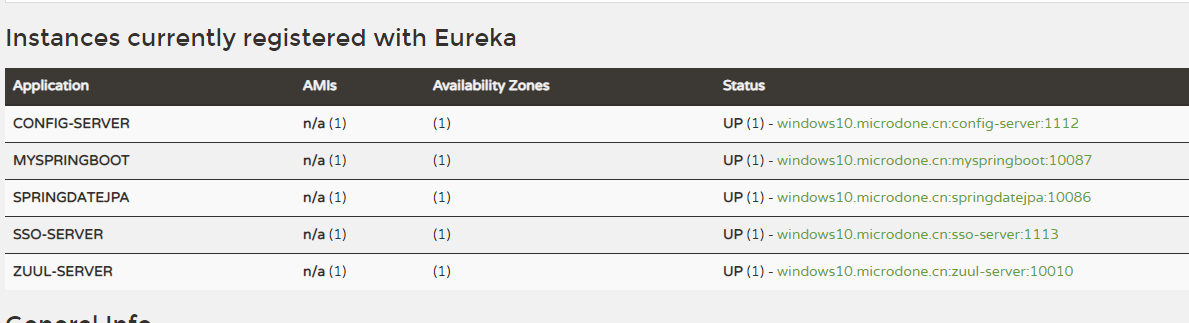 Instances currently registered with Eureka
Application AMIs Availability Zones Status
CONFIG-SERVER n/a (1) (1) UP (1) - windows10.microdone.cn:config-server:1112
MYSPRINGBOOT n/a (1) (1) UP (1) - windows10.microdone.cn:myspringboot:10087
SPRINGDATEJPA n/a (1) (1) UP (1) - windows10.microdone.cn:springdatejpa:10086
SSO-SERVER n/a (1) (1) UP (1) - windows10.microdone.cn:sso-server:1113
ZUUL-SERVER n/a (1) (1) UP (1) - windows10.microdone.cn:zuul-server:10010
General Info